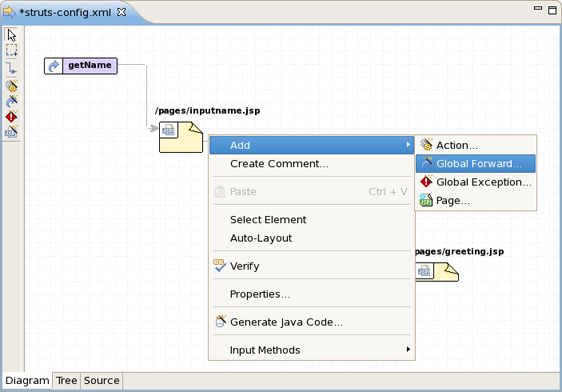 *struts-config.xml
getName
/pages/inputname.jsp
Add
Create Comment...
Paste Ctrl + V
Select Element
Auto-Layout
Verify
Properties...
Generate Java Code...
Input Methods
Action...
Global Forward...
Global Exception...
Page...
pages/greeting.jsp
Diagram Tree Source